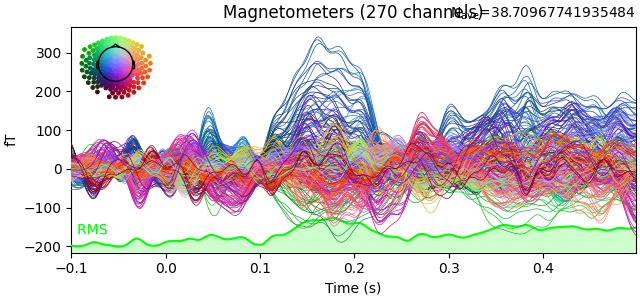 Magnetometers (270 channels)
N_ave=38.70967741935484
300
200
100
0
−100
−200
fT
RMS
−0.1 0.0 0.1 0.2 0.3 0.4
Time (s)